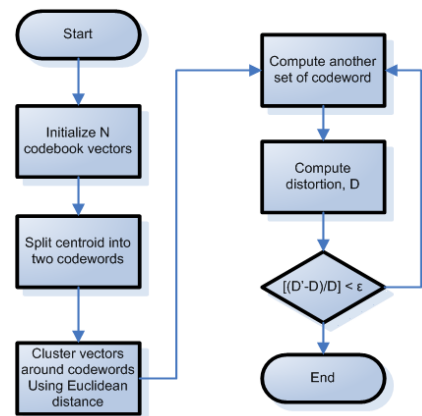 Start
Initialize N
codebook vectors
Split centroid into
two codewords
Cluster vectors
around codewords
Using Euclidean
distance
Compute another
set of codeword
Compute
distortion, D
[(D'-D)/D] < ε
End